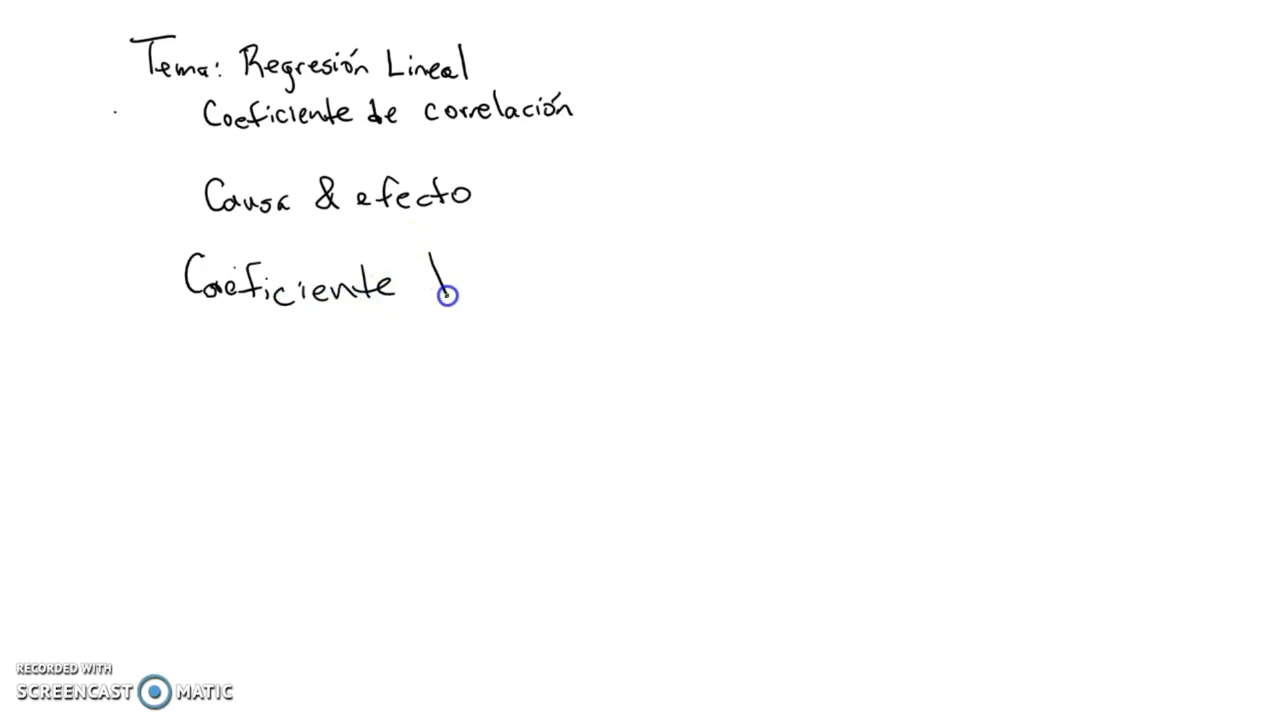 Tema: Regresión Lineal
Coeficiente de correlación
Causa & efecto
Coeficiente
RECORDED WITH
SCREENCAST MATIC